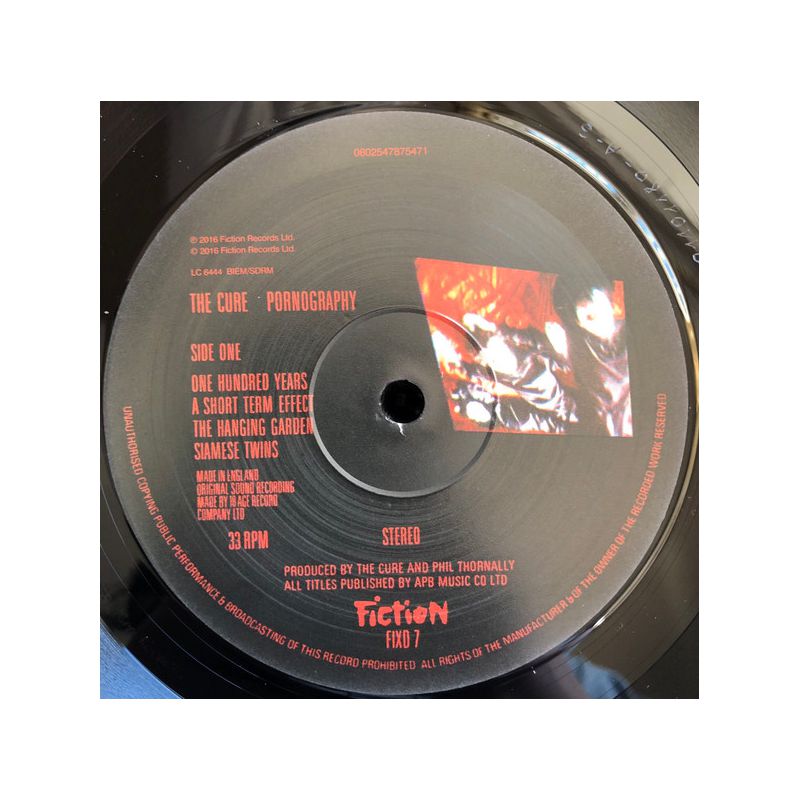 0802547875471
℗ 2016 Fiction Records Ltd.
© 2016 Fiction Records Ltd.
LC 6444 BIEM/SDRM
THE CURE PORNOGRAPHY
SIDE ONE
ONE HUNDRED YEARS
A SHORT TERM EFFECT
THE HANGING GARDEN
SIAMESE TWINS
MADE IN ENGLAND
ORIGINAL SOUND RECORDING
MADE BY 18 AGE RECORD
COMPANY LTD
33 RPM
STEREO
PRODUCED BY THE CURE AND PHIL THORNALLY
ALL TITLES PUBLISHED BY APB MUSIC CO LTD
Fiction
FIXD 7
UNAUTHORISED COPYING PUBLIC PERFORMANCE & BROADCASTING OF THIS RECORD PROHIBITED ALL RIGHTS OF THE MANUFACTURER & OF THE OWNER OF THE RECORDED WORK RESERVED